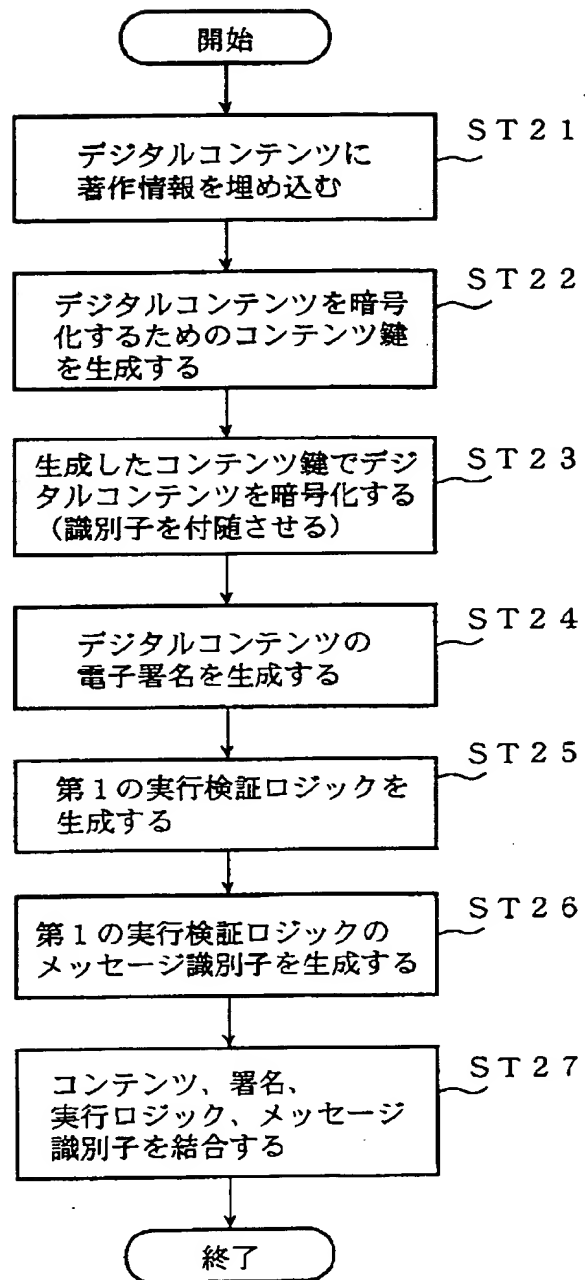 開始
ST21
デジタルコンテンツに
著作情報を埋め込む
ST22
デジタルコンテンツを暗号
化するためのコンテンツ鍵
を生成する
ST23
生成したコンテンツ鍵でデジ
タルコンテンツを暗号化する
(識別子を付随させる)
ST24
デジタルコンテンツの
電子署名を生成する
ST25
第1の実行検証ロジックを
生成する
ST26
第1の実行検証ロジックの
メッセージ識別子を生成する
ST27
コンテンツ、署名、
実行ロジック、メッセージ
識別子を結合する
終了